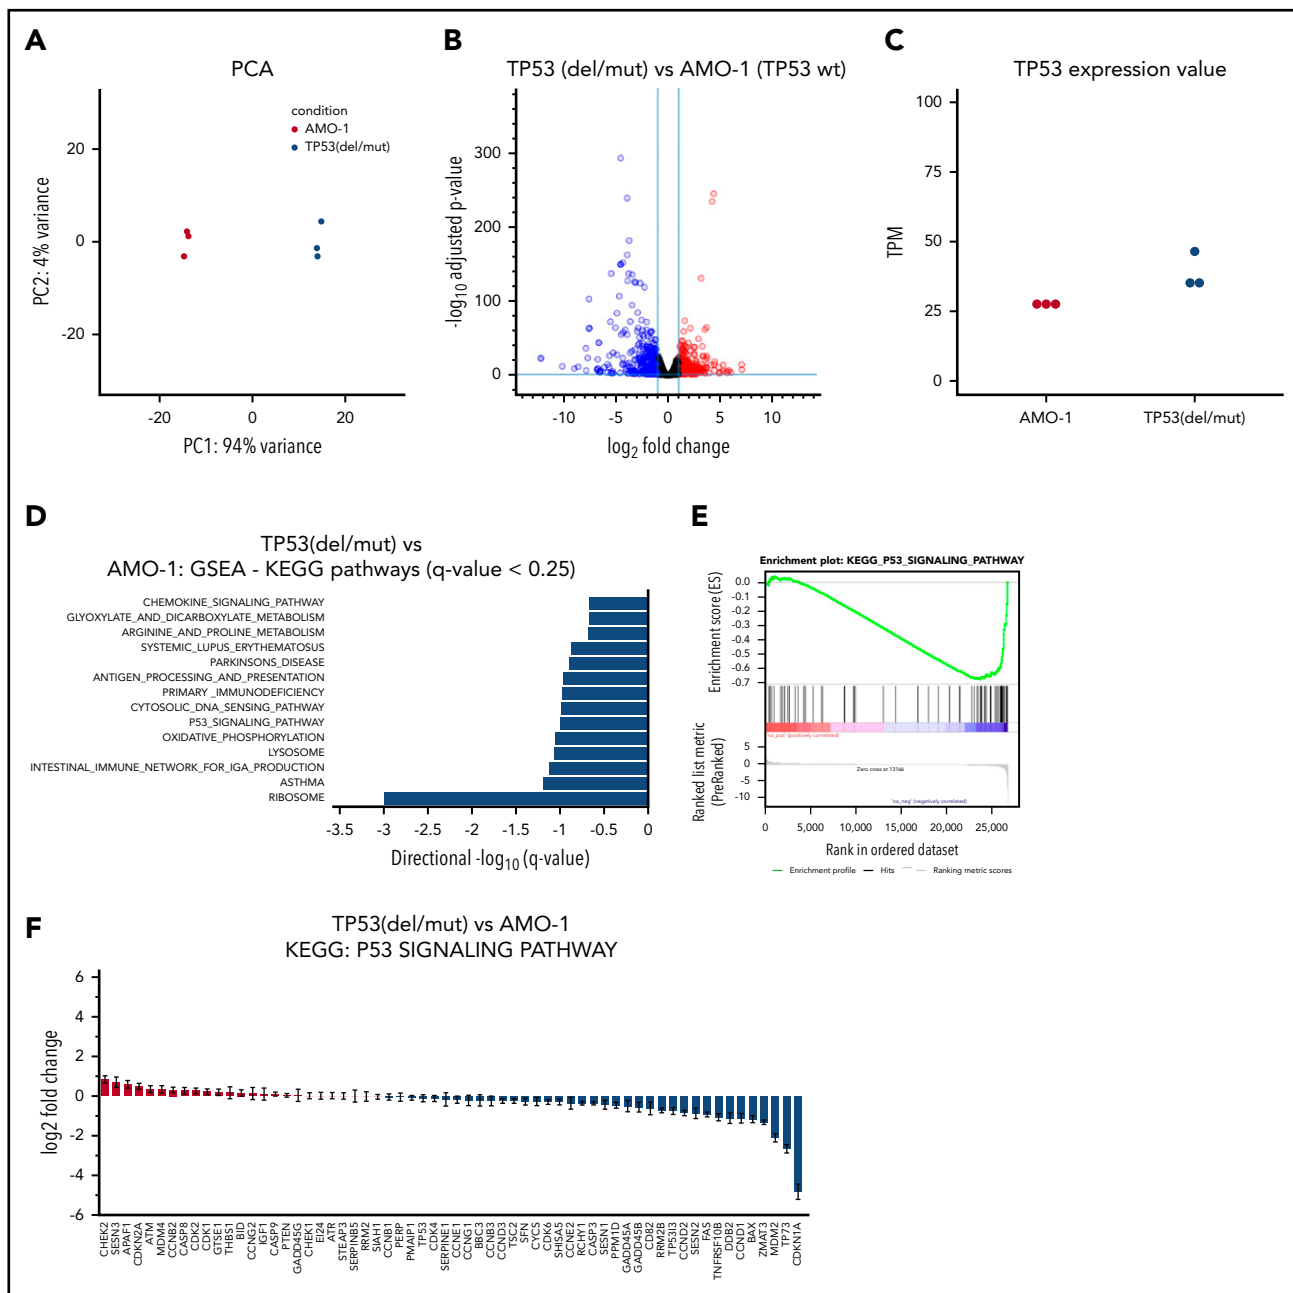 A
PCA
condition
AMO-1
TP53(del/mut)
PC2: 4% variance
20
0
-20
-20
0
20
PC1: 94% variance
B
TP53 (del/mut) vs AMO-1 (TP53 wt)
-log10 adjusted p-value
300
200
100
0
-10
-5
0
5
10
log2 fold change
C
TP53 expression value
TPM
100
75
50
25
0
AMO-1
TP53(del/mut)
D
TP53(del/mut) vs
AMO-1: GSEA - KEGG pathways (q-value < 0.25)
CHEMOKINE_SIGNALING_PATHWAY
GLYOXYLATE_AND_DICARBOXYLATE_METABOLISM
ARGININE_AND_PROLINE_METABOLISM
SYSTEMIC_LUPUS_ERYTHEMATOSUS
PARKINSONS_DISEASE
ANTIGEN_PROCESSING_AND_PRESENTATION
PRIMARY_IMMUNODEFICIENCY
CYTOSOLIC_DNA_SENSING_PATHWAY
P53_SIGNALING_PATHWAY
OXIDATIVE_PHOSPHORYLATION
LYSOSOME
INTESTINAL_IMMUNE_NETWORK_FOR_IGA_PRODUCTION
ASTHMA
RIBOSOME
-3.5
-3
-2.5
-2
-1.5
-1
-0.5
0
Directional -log10 (q-value)
E
Enrichment plot: KEGG_P53_SIGNALING_PATHWAY
Enrichment score (ES)
0.0
-0.1
-0.2
-0.3
-0.4
-0.5
-0.6
-0.7
'na_pos' (positively correlated)
Ranked list metric
(PreRanked)
5
0
-5
-10
Zero cross at 13166
'na_neg' (negatively correlated)
0
5,000
10,000
15,000
20,000
25,000
Rank in ordered dataset
Enrichment profile
Hits
Ranking metric scores
F
TP53(del/mut) vs AMO-1
KEGG: P53 SIGNALING PATHWAY
log2 fold change
6
4
2
0
-2
-4
-6
CHEK2
SESN3
APAF1
CDKN2A
ATM
MDM4
CCNB2
CASP8
CDK2
CDK1
GTSE1
THBS1
BID
CCNG2
IGF1
CASP9
PTEN
GADD45G
CHEK1
EI24
ATR
STEAP3
SERPINB5
RRM2
SIAH1
CCNB1
PERP
PMAIP1
TP53
CDK4
SERPINE1
CCNE1
CCNG1
BBC3
CCNB3
CCND3
TSC2
SFN
CYCS
CDK6
SHISA5
CCNE2
RCHY1
CASP3
SESN1
PPM1D
GADD45A
GADD45B
CD82
RRM2B
TP53I3
CCND2
SESN2
FAS
TNFRSF10B
DDB2
CCND1
BAX
ZMAT3
MDM2
TP73
CDKN1A